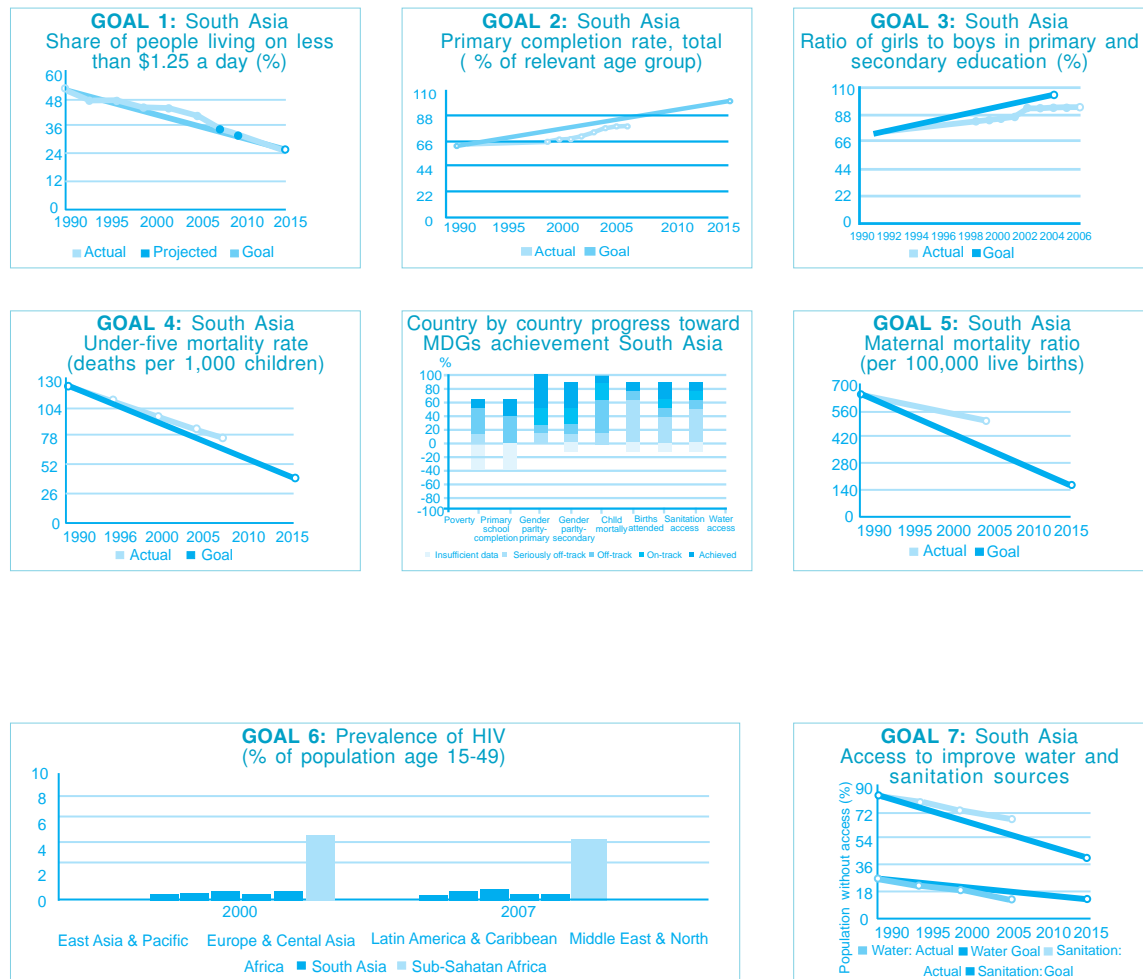 GOAL 1: South Asia
Share of people living on less
than $1.25 a day (%)
60
48
36
24
12
0
1990 1995 2000 2005 2010 2015
Actual Projected Goal
GOAL 2: South Asia
Primary completion rate, total
( % of relevant age group)
110
88
66
44
22
0
1990 1995 2000 2005 2010 2015
Actual Goal
GOAL 3: South Asia
Ratio of girls to boys in primary and
secondary education (%)
110
88
66
44
22
0
1990 1992 1994 1996 1998 2000 2002 2004 2006
Actual Goal
GOAL 4: South Asia
Under-five mortality rate
(deaths per 1,000 children)
130
104
78
52
26
0
1990 1996 2000 2005 2010 2015
Actual Goal
Country by country progress toward
MDGs achievement South Asia
%
100
80
60
40
20
0
-20
-40
-60
-80
-100
Poverty Primary Gender Gender Child Births Sanitation Water
school parlty- parlty- mortally attended access access
completion primary secondary
Insufficient data Seriously off-track Off-track On-track Achieved
GOAL 5: South Asia
Maternal mortality ratio
(per 100,000 live births)
700
560
420
280
140
0
1990 1995 2000 2005 2010 2015
Actual Goal
GOAL 6: Prevalence of HIV
(% of population age 15-49)
10
8
6
4
2
0
2000 2007
East Asia & Pacific Europe & Cental Asia Latin America & Caribbean Middle East & North
Africa South Asia Sub-Sahatan Africa
GOAL 7: South Asia
Access to improve water and
sanitation sources
Population without access (%)
90
72
54
36
18
0
1990 1995 2000 2005 2010 2015
Water: Actual Water Goal Sanitation:
Actual Sanitation: Goal